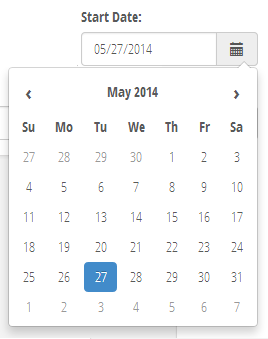 Start Date:
05/27/2014
‹ May 2014 ›
Su Mo Tu We Th Fr Sa
27 28 29 30 1 2 3
4 5 6 7 8 9 10
11 12 13 14 15 16 17
18 19 20 21 22 23 24
25 26 27 28 29 30 31
1 2 3 4 5 6 7